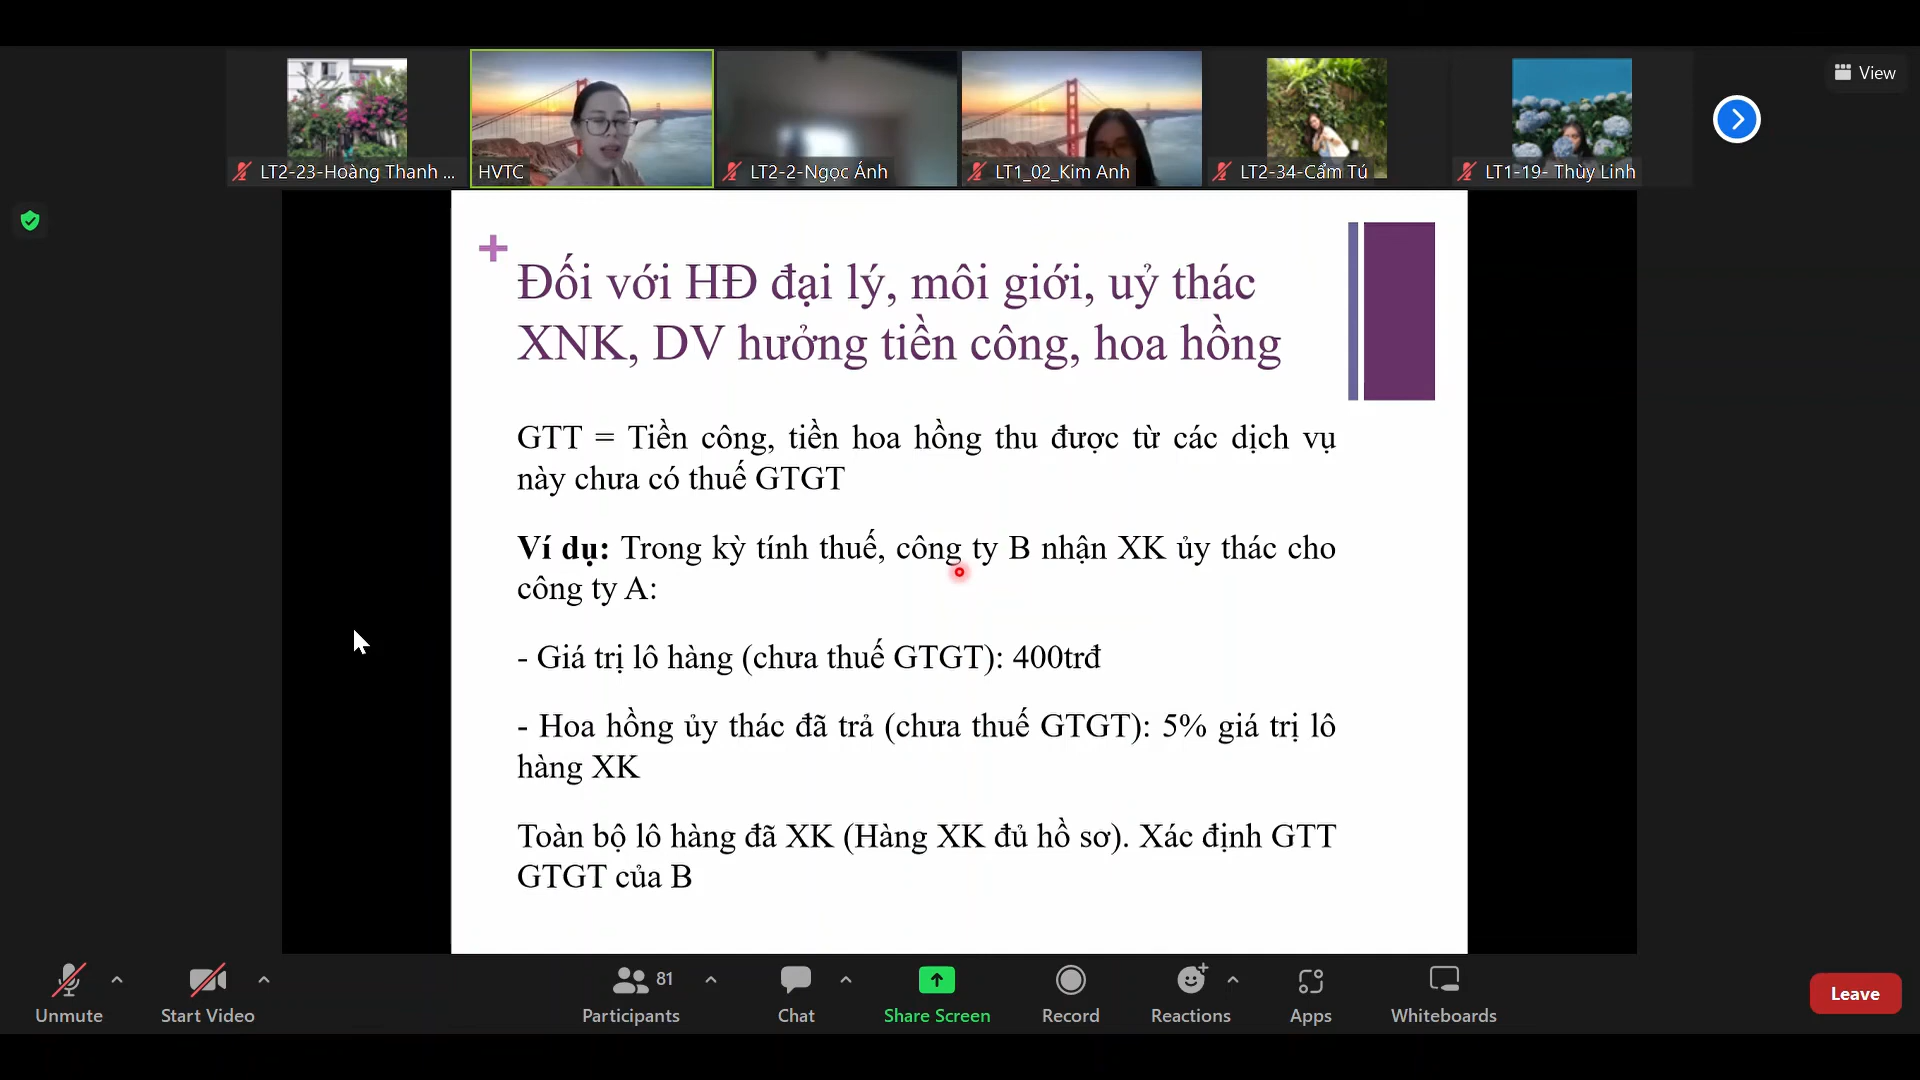 View
LT2-23-Hoàng Thanh ...
HVTC
LT2-2-Ngọc Ánh
LT1_02_Kim Anh
LT2-34-Cẩm Tú
LT1-19- Thùy Linh
+
Đối với HĐ đại lý, môi giới, uỷ thác
XNK, DV hưởng tiền công, hoa hồng
GTT = Tiền công, tiền hoa hồng thu được từ các dịch vụ
này chưa có thuế GTGT
Ví dụ: Trong kỳ tính thuế, công ty B nhận XK ủy thác cho
công ty A:
- Giá trị lô hàng (chưa thuế GTGT): 400trđ
- Hoa hồng ủy thác đã trả (chưa thuế GTGT): 5% giá trị lô
hàng XK
Toàn bộ lô hàng đã XK (Hàng XK đủ hồ sơ). Xác định GTT
GTGT của B
81
Unmute
Start Video
Participants
Chat
Share Screen
Record
Reactions
Apps
Whiteboards
Leave